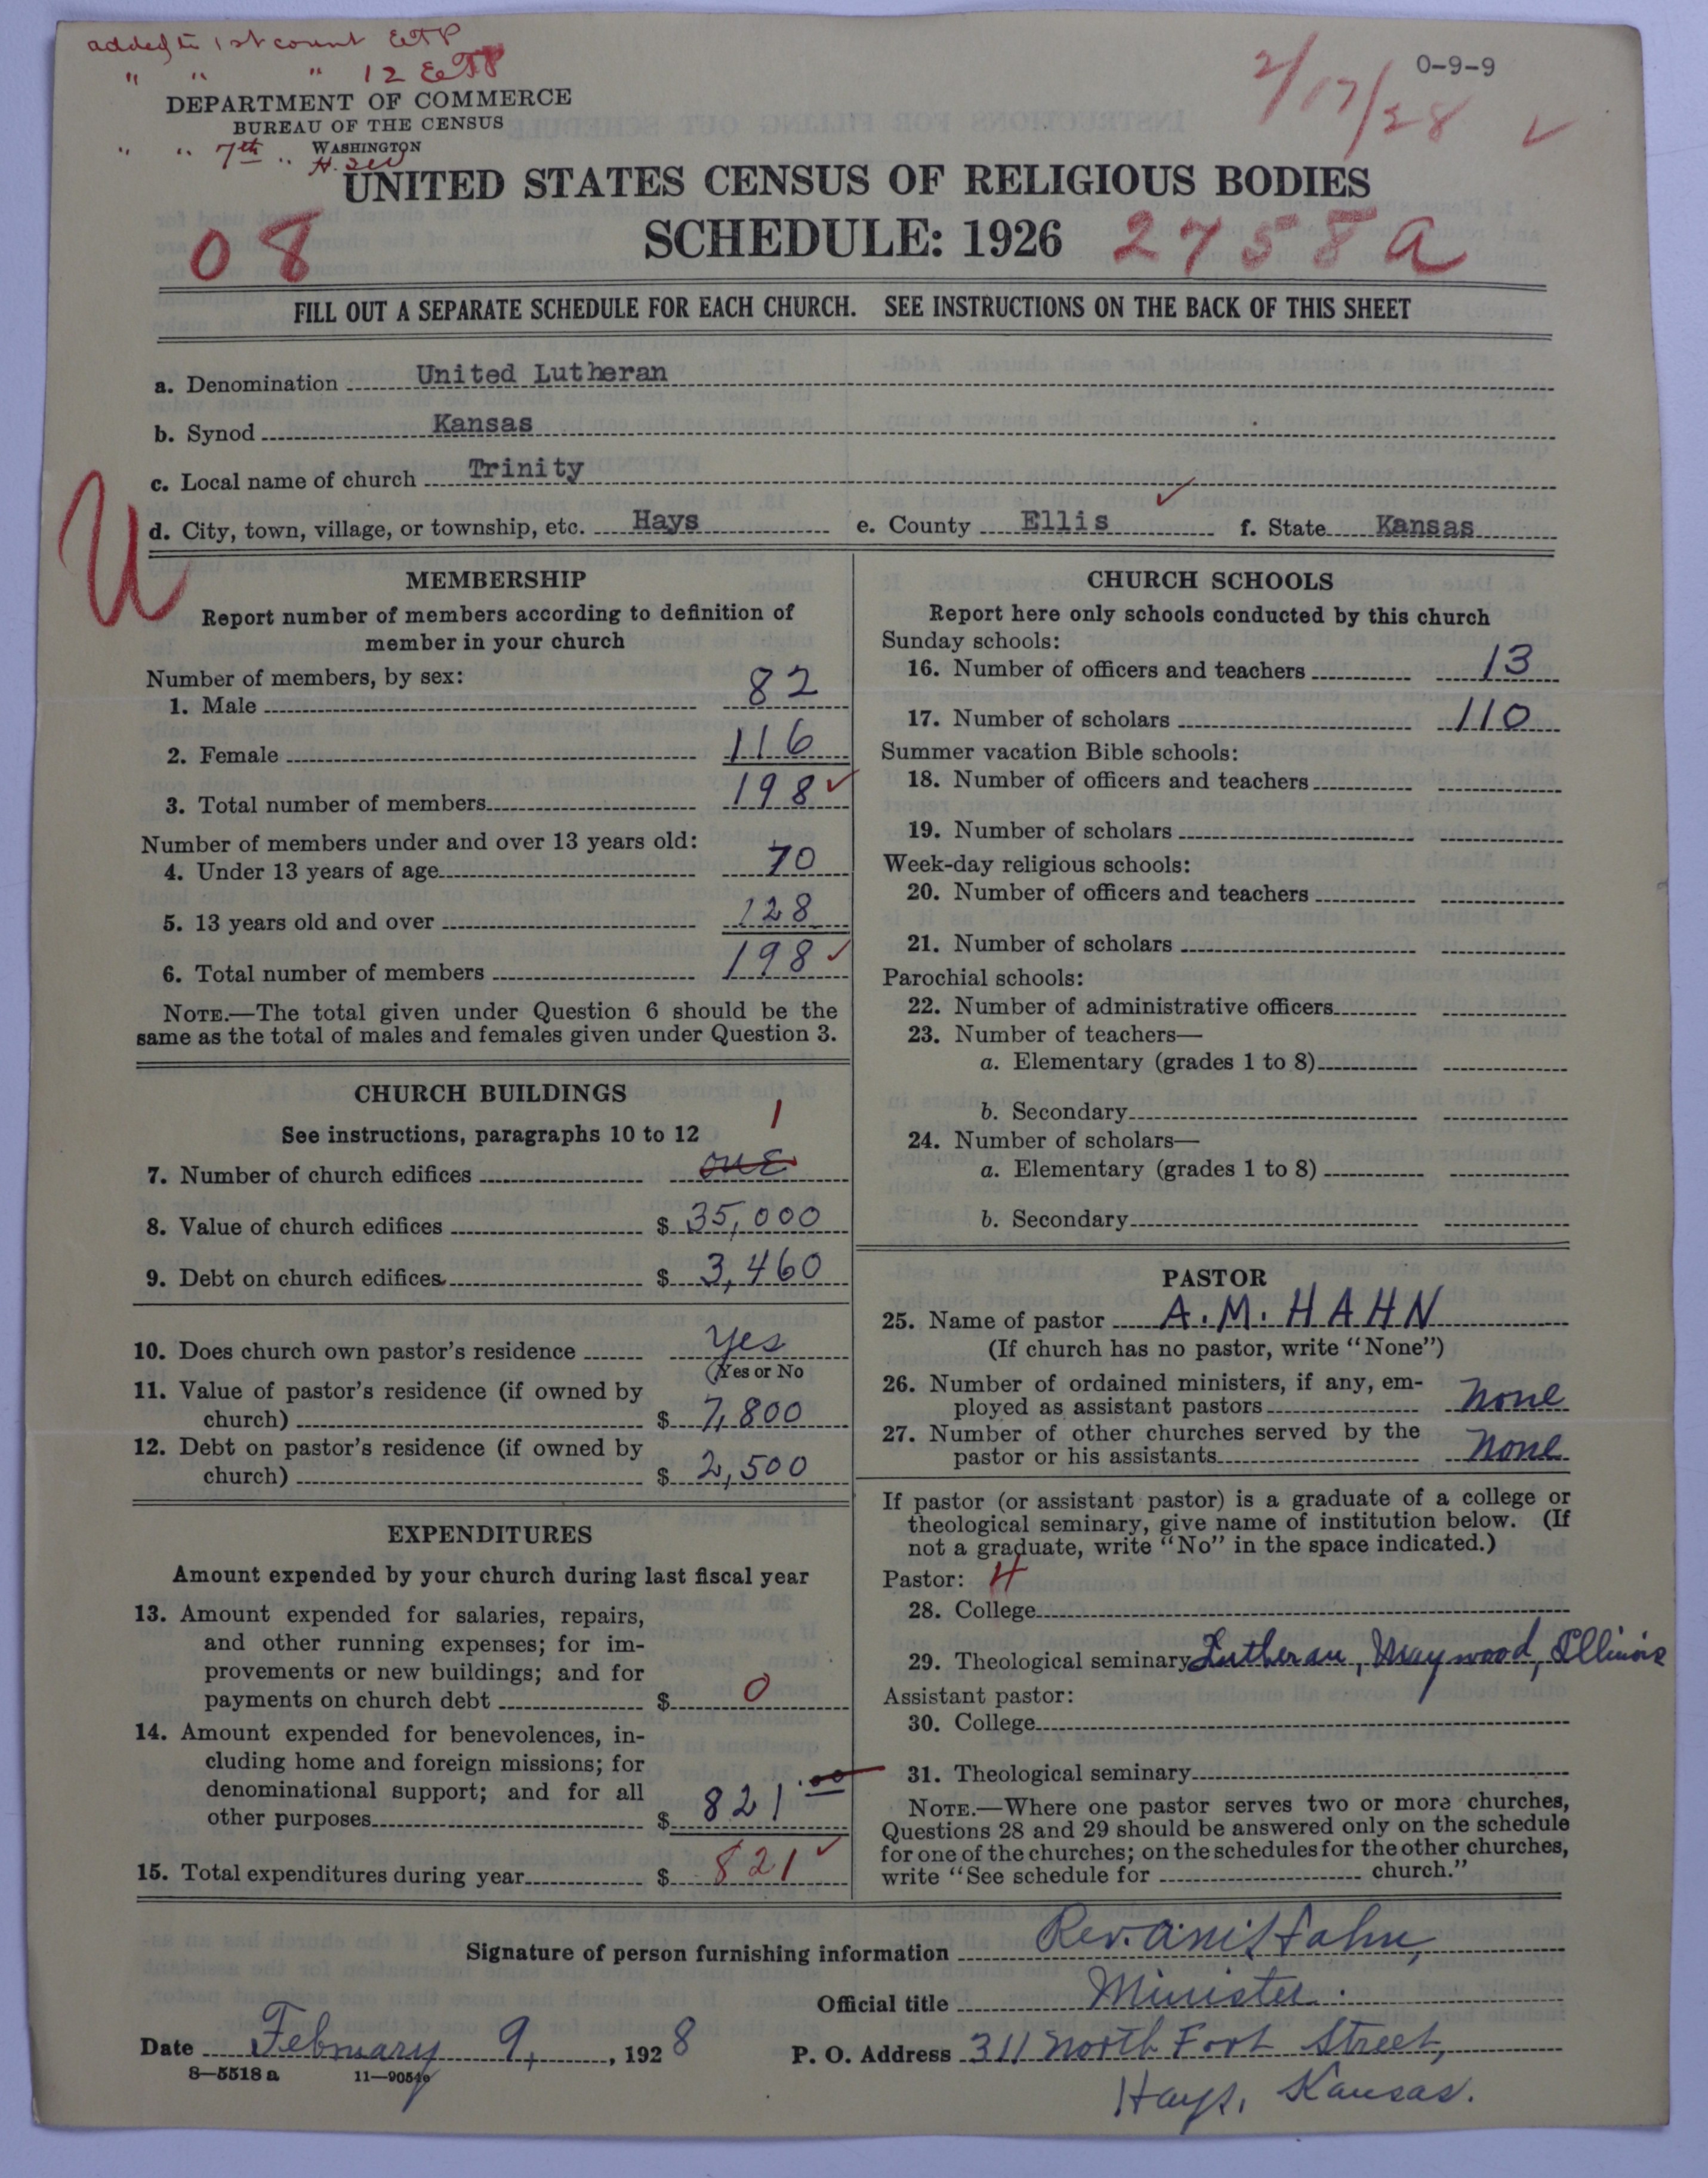 added to 1st count ETP
" " " 12 ETP
DEPARTMENT OF COMMERCE
BUREAU OF THE CENSUS
WASHINGTON
" " 7th "
0-9-9
2/17/28 ✓
UNITED STATES CENSUS OF RELIGIOUS BODIES
SCHEDULE: 1926
08
2758a
FILL OUT A SEPARATE SCHEDULE FOR EACH CHURCH. SEE INSTRUCTIONS ON THE BACK OF THIS SHEET
a. Denomination United Lutheran
b. Synod Kansas
c. Local name of church Trinity
d. City, town, village, or township, etc. Hays e. County Ellis ✓ f. State Kansas
U
MEMBERSHIP
Report number of members according to definition of
member in your church
Number of members, by sex:
1. Male 82
2. Female 116
3. Total number of members 198 ✓
Number of members under and over 13 years old:
4. Under 13 years of age 70
5. 13 years old and over 128
6. Total number of members 198 ✓
NOTE.—The total given under Question 6 should be the
same as the total of males and females given under Question 3.
CHURCH BUILDINGS
See instructions, paragraphs 10 to 12
1
7. Number of church edifices one
8. Value of church edifices $ 35,000
9. Debt on church edifices $ 3,460
10. Does church own pastor's residence yes
(Yes or No
11. Value of pastor's residence (if owned by
church) $ 7,800
12. Debt on pastor's residence (if owned by
church) $ 2,500
EXPENDITURES
Amount expended by your church during last fiscal year
13. Amount expended for salaries, repairs,
and other running expenses; for im-
provements or new buildings; and for
payments on church debt $ 0
14. Amount expended for benevolences, in-
cluding home and foreign missions; for
denominational support; and for all
other purposes $ 821.00
15. Total expenditures during year $ 821 ✓
CHURCH SCHOOLS
Report here only schools conducted by this church
Sunday schools:
16. Number of officers and teachers 13
17. Number of scholars 110
Summer vacation Bible schools:
18. Number of officers and teachers
19. Number of scholars
Week-day religious schools:
20. Number of officers and teachers
21. Number of scholars
Parochial schools:
22. Number of administrative officers
23. Number of teachers—
a. Elementary (grades 1 to 8)
b. Secondary
24. Number of scholars—
a. Elementary (grades 1 to 8)
b. Secondary
PASTOR
25. Name of pastor A. M. HAHN
(If church has no pastor, write "None")
26. Number of ordained ministers, if any, em-
ployed as assistant pastors none
27. Number of other churches served by the
pastor or his assistants none
If pastor (or assistant pastor) is a graduate of a college or
theological seminary, give name of institution below. (If
not a graduate, write "No" in the space indicated.)
Pastor: 4
28. College
29. Theological seminary Lutheran, Maywood, Illinois
Assistant pastor:
30. College
31. Theological seminary
NOTE.—Where one pastor serves two or more churches,
Questions 28 and 29 should be answered only on the schedule
for one of the churches; on the schedules for the other churches,
write "See schedule for church."
Signature of person furnishing information Rev. A. M. Hahn,
Official title Minister.
Date February 9, , 1928
P. O. Address 311 North Fort Street,
Hays, Kansas.
8—5518 a 11—9054